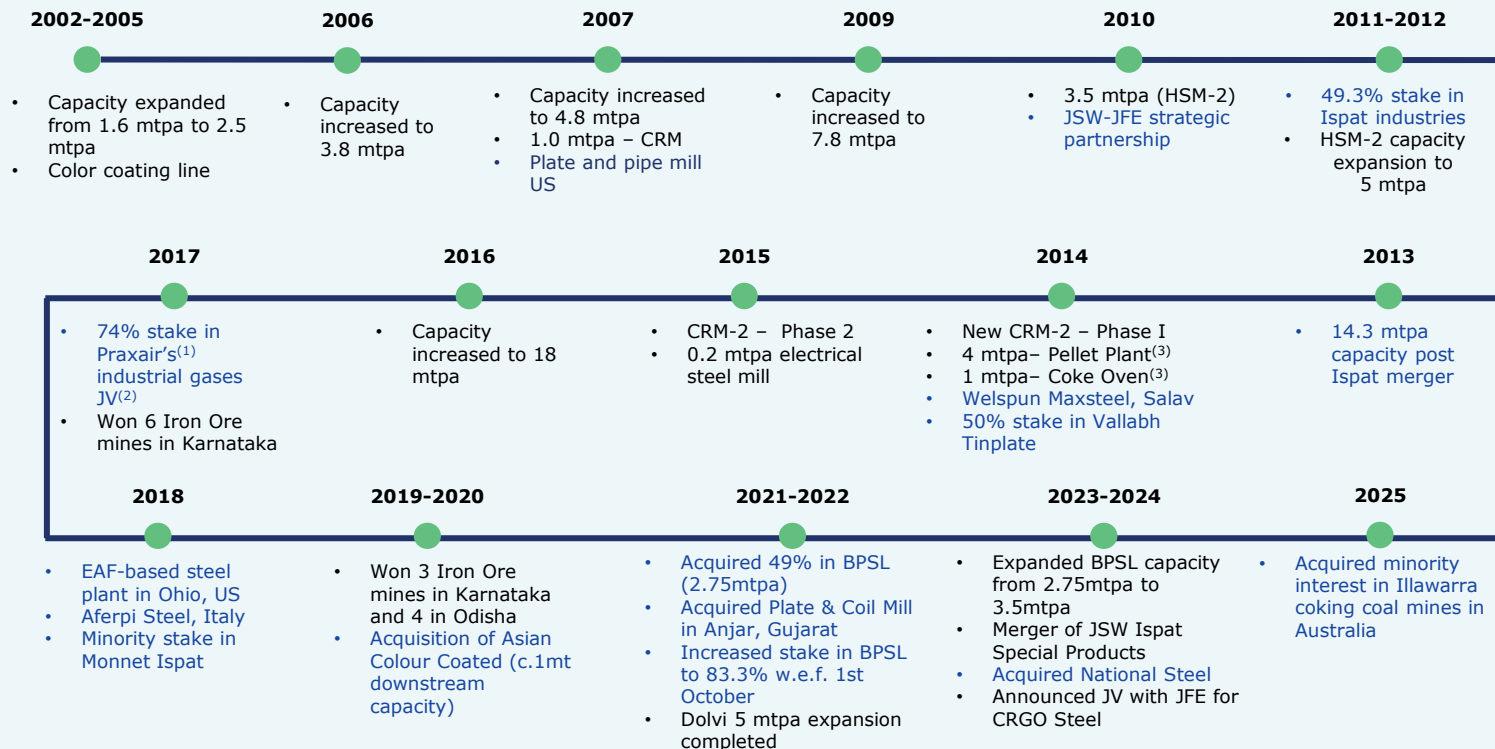 2002-2005
• Capacity expanded
from 1.6 mtpa to 2.5
mtpa
• Color coating line
2006
• Capacity
increased to
3.8 mtpa
2007
• Capacity increased
to 4.8 mtpa
• 1.0 mtpa – CRM
• Plate and pipe mill
US
2009
• Capacity
increased to
7.8 mtpa
2010
• 3.5 mtpa (HSM-2)
• JSW-JFE strategic
partnership
2011-2012
• 49.3% stake in
Ispat industries
• HSM-2 capacity
expansion to
5 mtpa
2017
• 74% stake in
Praxair's(1)
industrial gases
JV(2)
• Won 6 Iron Ore
mines in Karnataka
2016
• Capacity
increased to 18
mtpa
2015
• CRM-2 – Phase 2
• 0.2 mtpa electrical
steel mill
2014
• New CRM-2 – Phase I
• 4 mtpa– Pellet Plant(3)
• 1 mtpa– Coke Oven(3)
• Welspun Maxsteel, Salav
• 50% stake in Vallabh
Tinplate
2013
• 14.3 mtpa
capacity post
Ispat merger
2018
• EAF-based steel
plant in Ohio, US
• Aferpi Steel, Italy
• Minority stake in
Monnet Ispat
2019-2020
• Won 3 Iron Ore
mines in Karnataka
and 4 in Odisha
• Acquisition of Asian
Colour Coated (c.1mt
downstream
capacity)
2021-2022
• Acquired 49% in BPSL
(2.75mtpa)
• Acquired Plate & Coil Mill
in Anjar, Gujarat
• Increased stake in BPSL
to 83.3% w.e.f. 1st
October
• Dolvi 5 mtpa expansion
completed
2023-2024
• Expanded BPSL capacity
from 2.75mtpa to
3.5mtpa
• Merger of JSW Ispat
Special Products
• Acquired National Steel
• Announced JV with JFE for
CRGO Steel
2025
• Acquired minority
interest in Illawarra
coking coal mines in
Australia